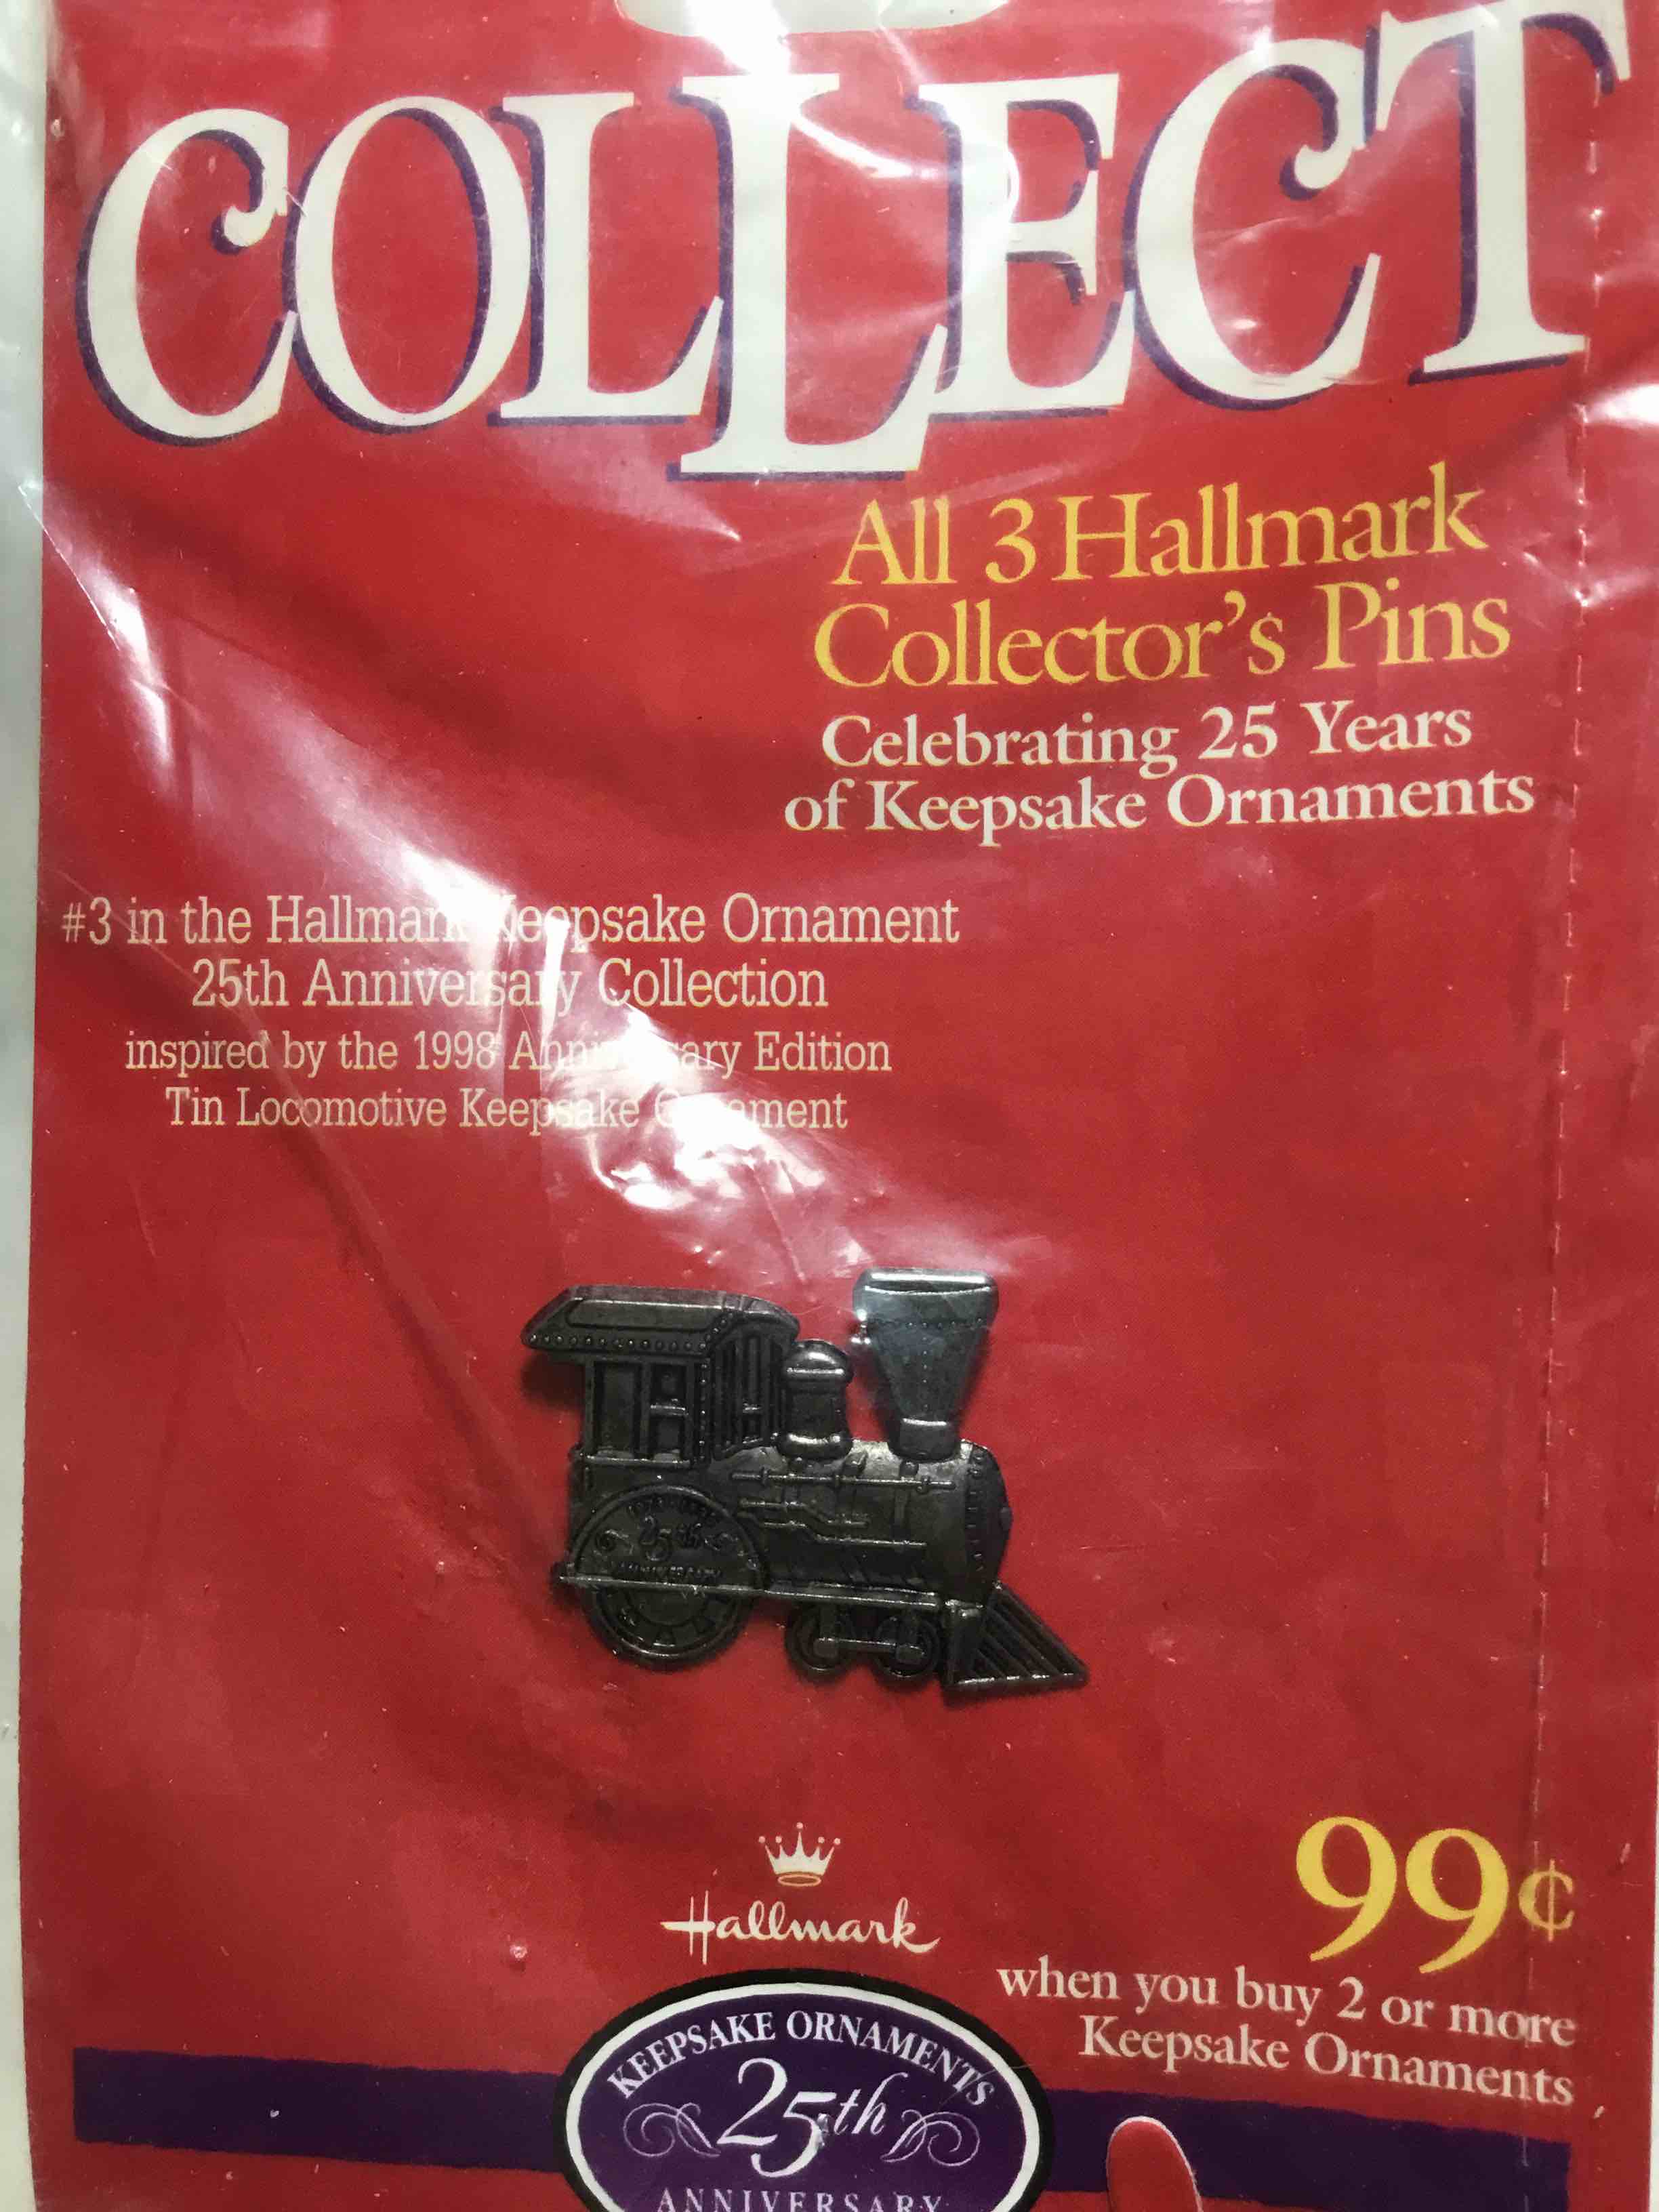 COLLECT
All 3 Hallmark
Collector's Pins
Celebrating 25 Years
of Keepsake Ornaments
#3 in the Hallmark Keepsake Ornament
25th Anniversary Collection
inspired by the 1998 Anniversary Edition
Tin Locomotive Keepsake Ornament
25th
ANNIVERSARY
Hallmark
99¢
when you buy 2 or more
Keepsake Ornaments
KEEPSAKE ORNAMENTS
25th
ANNIVERSARY